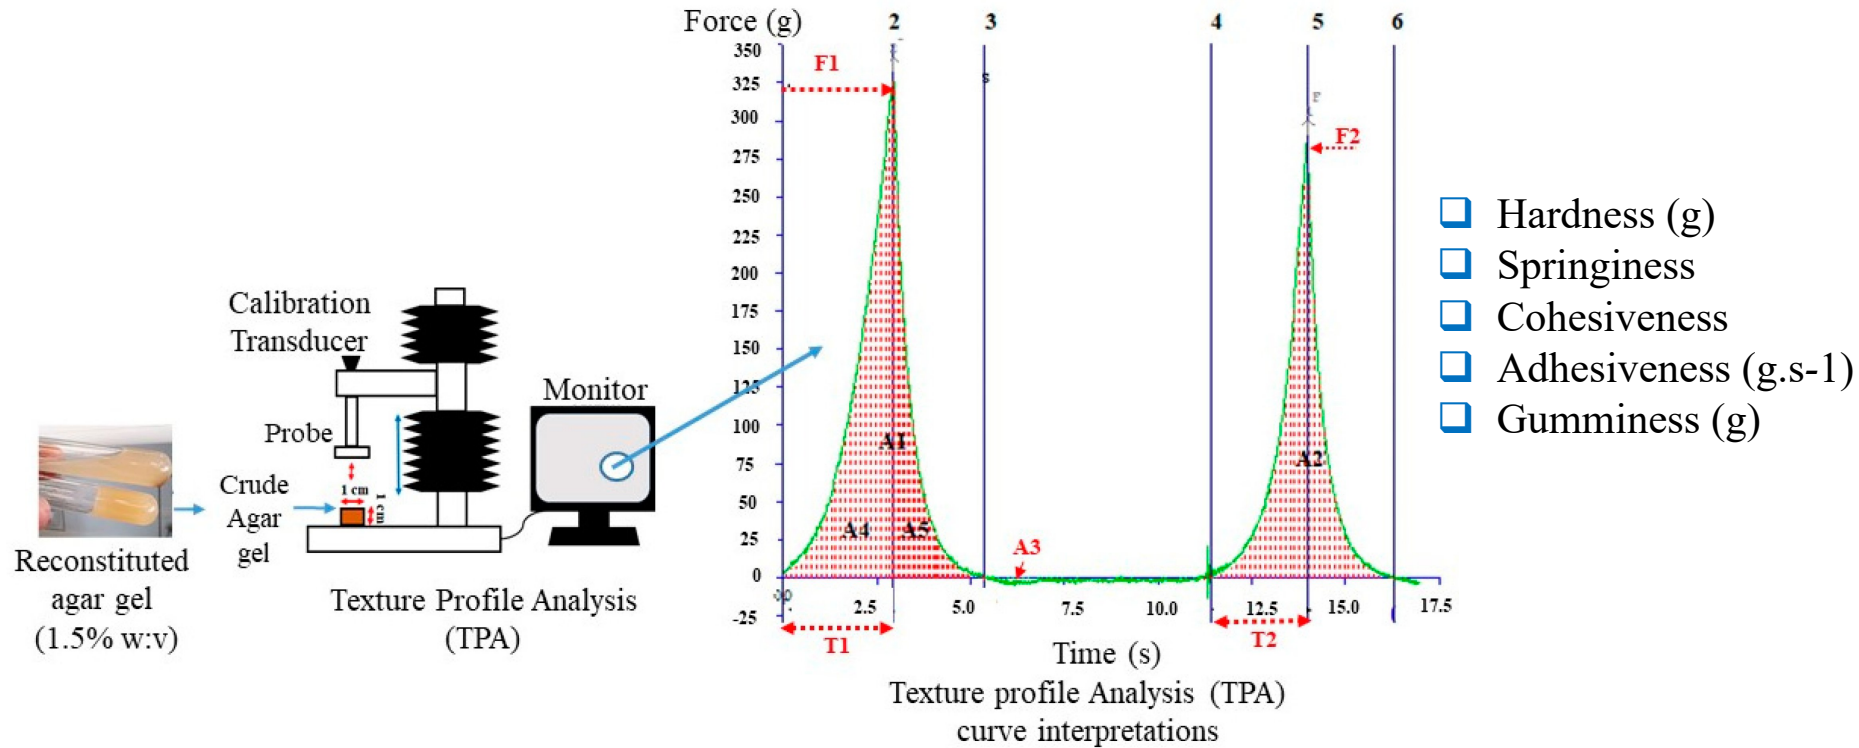 Force (g)
2
3
4
5
6
350
325
300
275
250
225
200
175
150
125
100
75
50
25
0
-25
F1
F2
s
A1
A4
A5
A3
A2
2.5
5.0
7.5
10.0
12.5
15.0
17.5
T1
T2
Time (s)
Texture profile Analysis (TPA)
curve interpretations
Calibration
Transducer
Probe
Monitor
1 cm
1 cm
Crude
Agar
gel
Reconstituted
agar gel
(1.5% w:v)
Texture Profile Analysis
(TPA)
Hardness (g)
Springiness
Cohesiveness
Adhesiveness (g.s-1)
Gumminess (g)